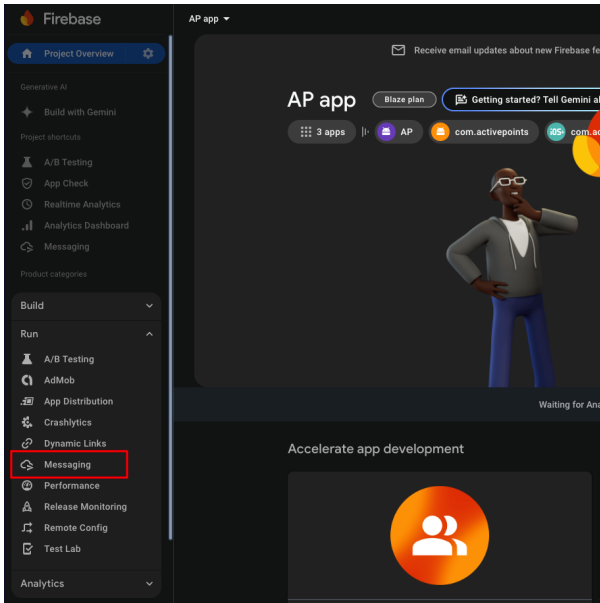 Firebase
AP app
Project Overview
Receive email updates about new Firebase fe
Generative AI
Build with Gemini
Project shortcuts
A/B Testing
App Check
Realtime Analytics
Analytics Dashboard
Messaging
Product categories
Build
Run
A/B Testing
AdMob
App Distribution
Crashlytics
Dynamic Links
Messaging
Performance
Release Monitoring
Remote Config
Test Lab
Analytics
AP app
Blaze plan
Getting started? Tell Gemini a
3 apps
AP
com.activepoints
iOS+
com.ac
Waiting for Ana
Accelerate app development